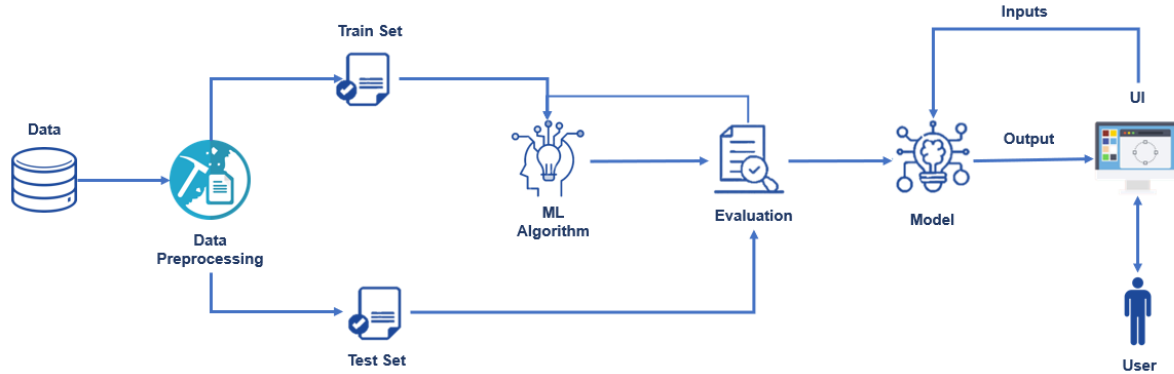 Inputs
Train Set
UI
Data
Output
ML
Algorithm
Evaluation
Model
Data
Preprocessing
Test Set
User